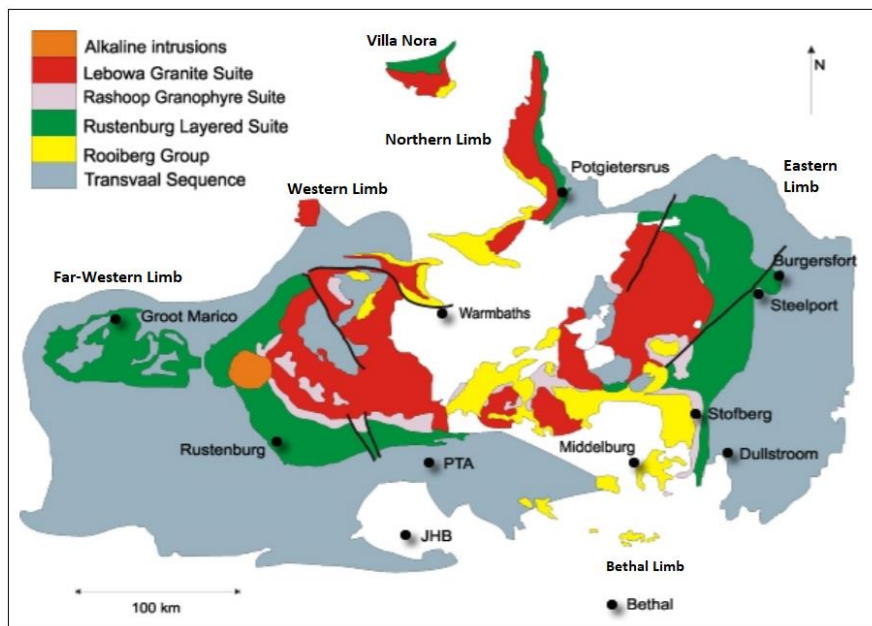 Alkaline intrusions
Lebowa Granite Suite
Rashoop Granophyre Suite
Rustenburg Layered Suite
Rooiberg Group
Transvaal Sequence
Villa Nora
N
Northern Limb
Potgietersrus
Eastern
Limb
Western Limb
Far-Western Limb
Groot Marico
Warmbaths
Burgersfort
Steelport
Rustenburg
PTA
Middelburg
Stofberg
Dullstroom
JHB
Bethal Limb
Bethal
100 km